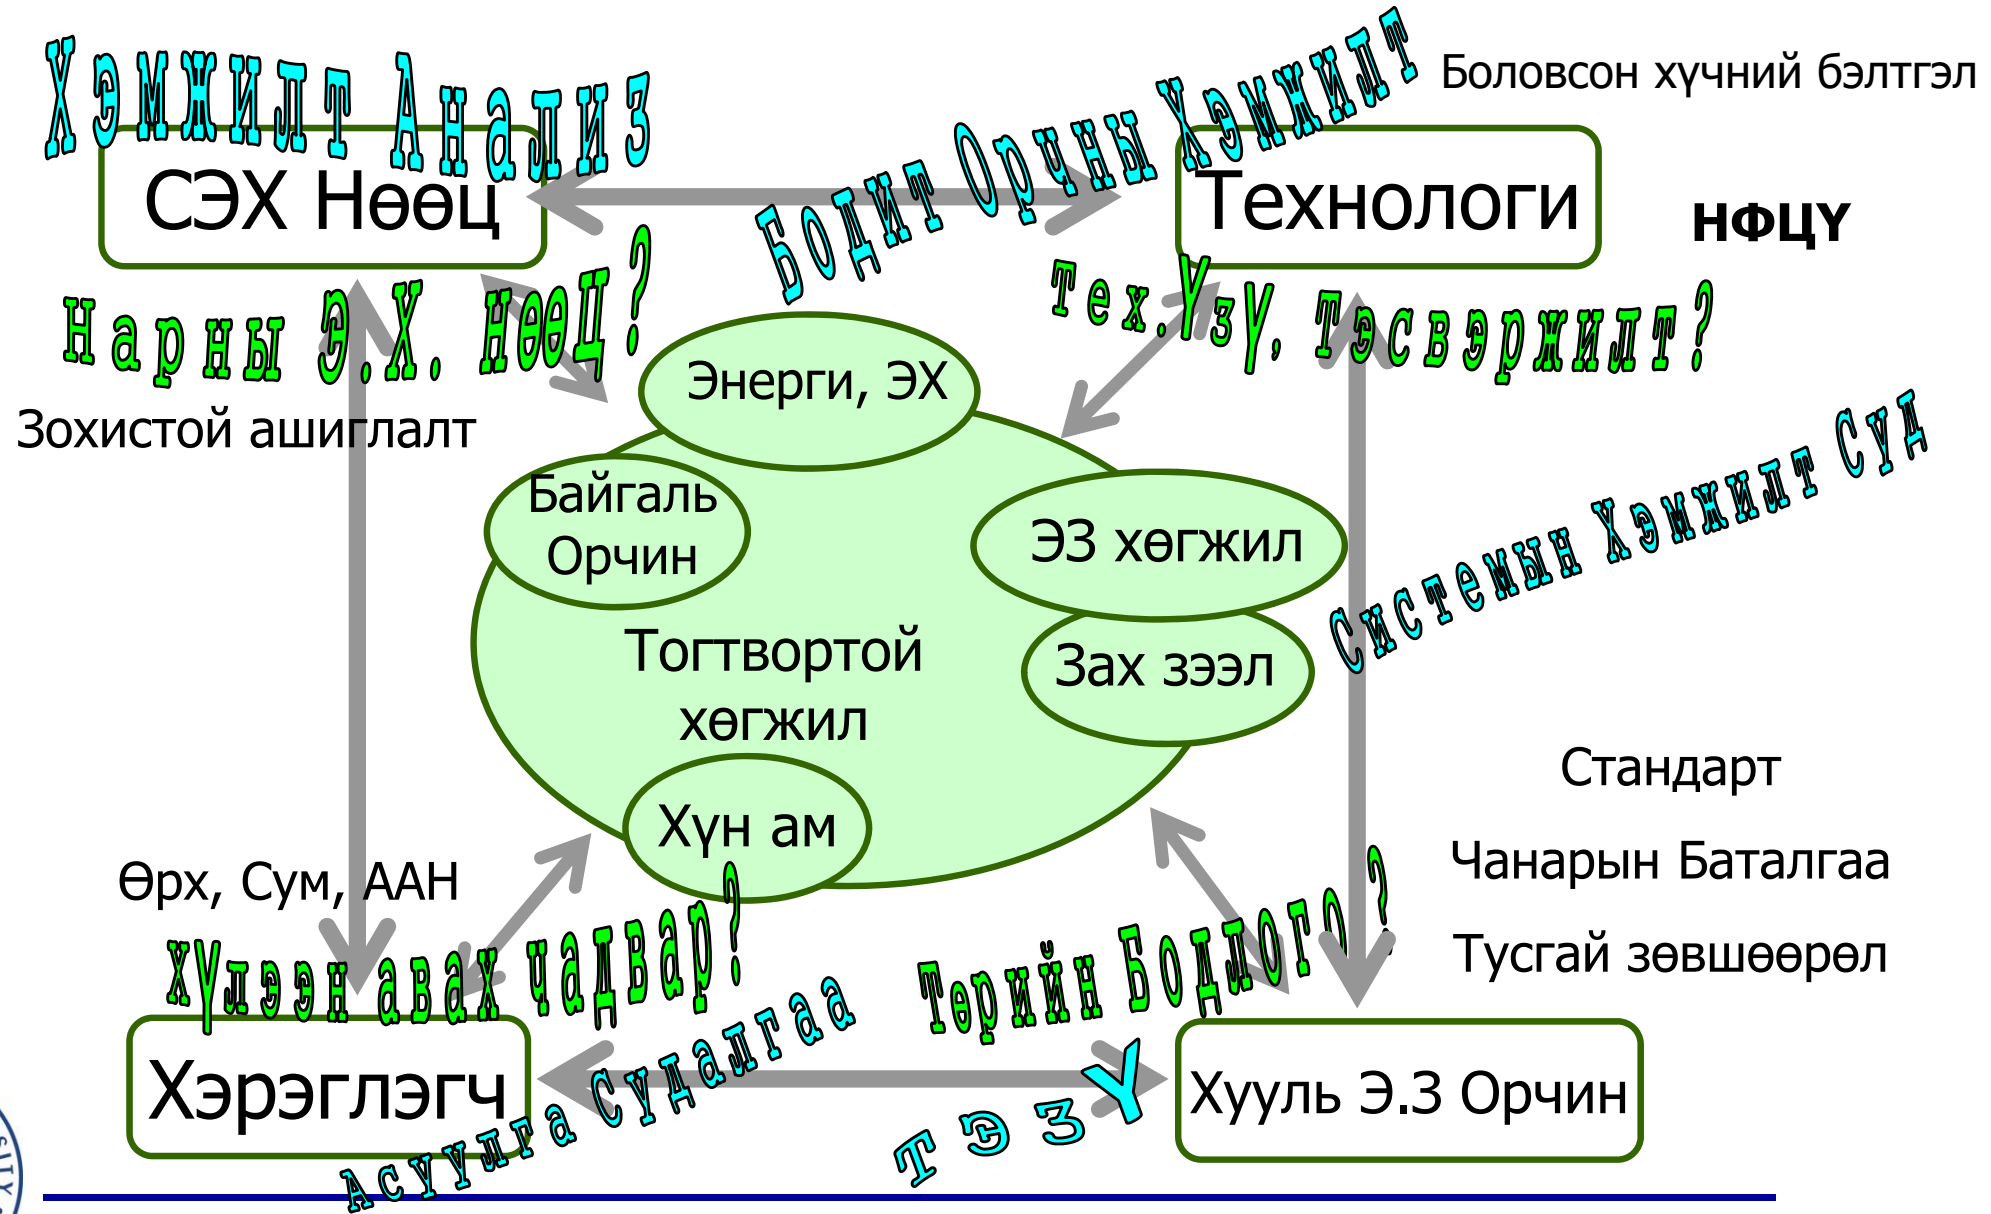 Хэмжилт Анализ
Бодит Орчны Хэмжилт
Боловсон хүчний бэлтгэл
СЭХ Нөөц
Технологи
НФЦҮ
Нарны Э.Х. нөөц?
Тех.ҮзҮ, Тэсвэржилт?
Энерги, ЭХ
Зохистой ашиглалт
Байгаль
Орчин
ЭЗ хөгжил
Системын Хэмжилт Суд
Тогтвортой
хөгжил
Зах зээл
Стандарт
Хүн ам
Чанарын Баталгаа
Өрх, Сум, ААН
Тусгай зөвшөөрөл
хүлээн авах чадвар?
Төрийн Бодлого ?
Хэрэглэгч
Асуулга Судалгаа
ТЭЗҮ
Хууль Э.З Орчин